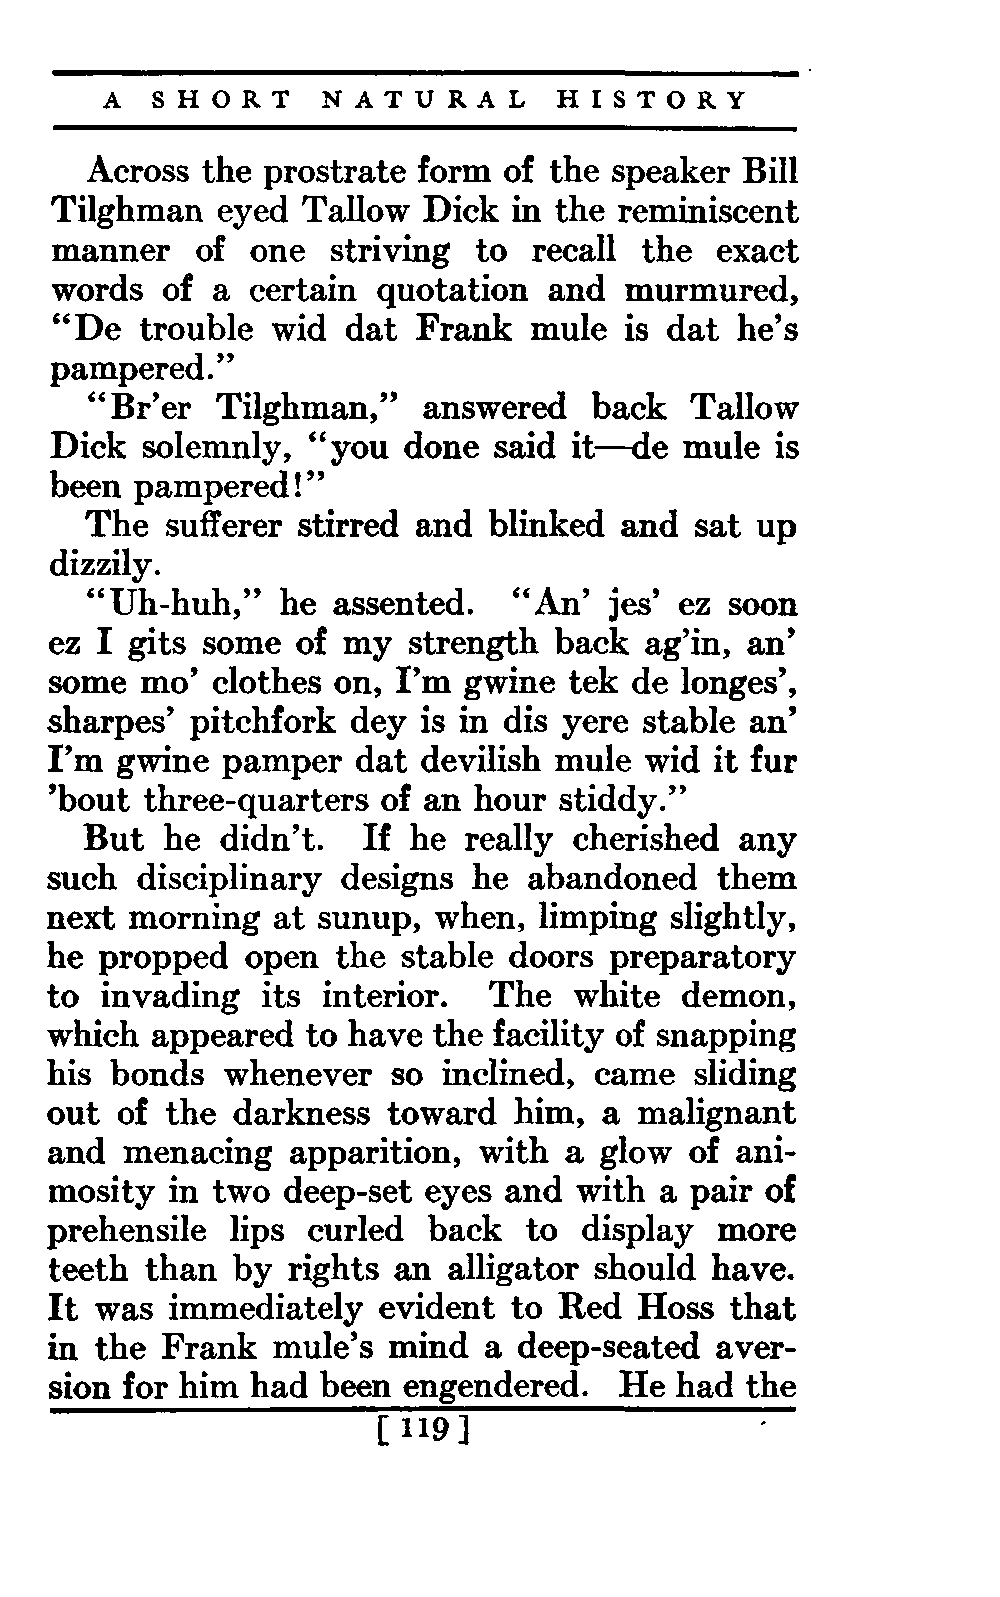 A SHORT NATURAL HISTORY
Across the prostrate form of the speaker Bill
Tilghman eyed Tallow Dick in the reminiscent
manner of one striving to recall the exact
words of a certain quotation and murmured,
“De trouble wid dat Frank mule is dat he’s
pampered.”
“Br’er Tilghman,” answered back Tallow
Dick solemnly, “you done said it—de mule is
been pampered!”
The sufferer stirred and blinked and sat up
dizzily.
“Uh-huh,” he assented. “An’ jes’ ez soon
ez I gits some of my strength back ag’in, an’
some mo’ clothes on, I’m gwine tek de longes’,
sharpes’ pitchfork dey is in dis yere stable an’
I’m gwine pamper dat devilish mule wid it fur
’bout three-quarters of an hour stiddy.”
But he didn’t. If he really cherished any
such disciplinary designs he abandoned them
next morning at sunup, when, limping slightly,
he propped open the stable doors preparatory
to invading its interior. The white demon,
which appeared to have the facility of snapping
his bonds whenever so inclined, came sliding
out of the darkness toward him, a malignant
and menacing apparition, with a glow of ani-
mosity in two deep-set eyes and with a pair of
prehensile lips curled back to display more
teeth than by rights an alligator should have.
It was immediately evident to Red Hoss that
in the Frank mule’s mind a deep-seated aver-
sion for him had been engendered. He had the
[ 119 ]